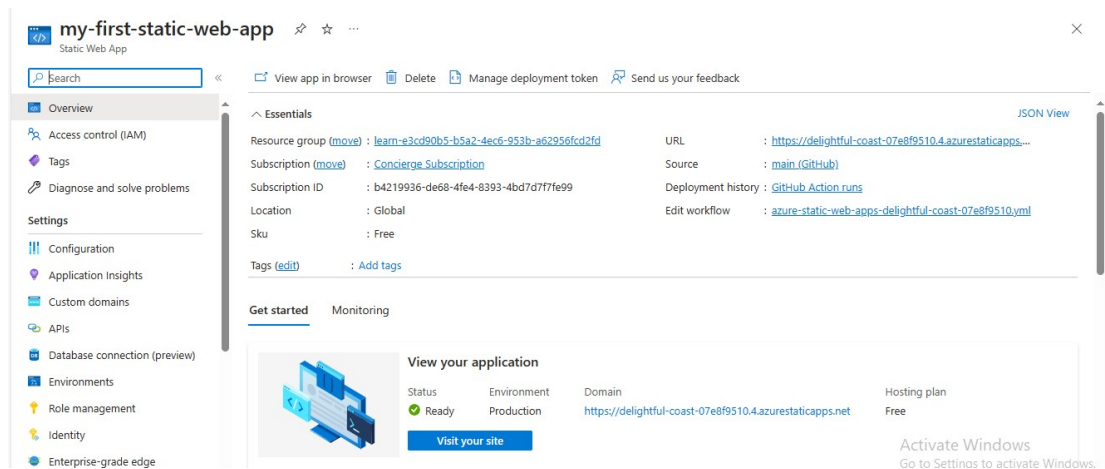 my-first-static-web-app
Static Web App
Search
View app in browser Delete Manage deployment token Send us your feedback
Overview
Access control (IAM)
Tags
Diagnose and solve problems
Settings
Configuration
Application Insights
Custom domains
APIs
Database connection (preview)
Environments
Role management
Identity
Enterprise-grade edge
Essentials
JSON View
Resource group (move) : learn-e3cd90b5-b5a2-4ec6-953b-a62956fcd2fd
Subscription (move) : Concierge Subscription
Subscription ID : b4219936-de68-4fe4-8393-4bd7d7f7fe99
Location : Global
Sku : Free
URL : https://delightful-coast-07e8f9510.4.azurestaticapps....
Source : main (GitHub)
Deployment history : GitHub Action runs
Edit workflow : azure-static-web-apps-delightful-coast-07e8f9510.yml
Tags (edit) : Add tags
Get started Monitoring
View your application
Status Environment Domain Hosting plan
Ready Production https://delightful-coast-07e8f9510.4.azurestaticapps.net Free
Visit your site
Activate Windows
Go to Settings to activate Windows.